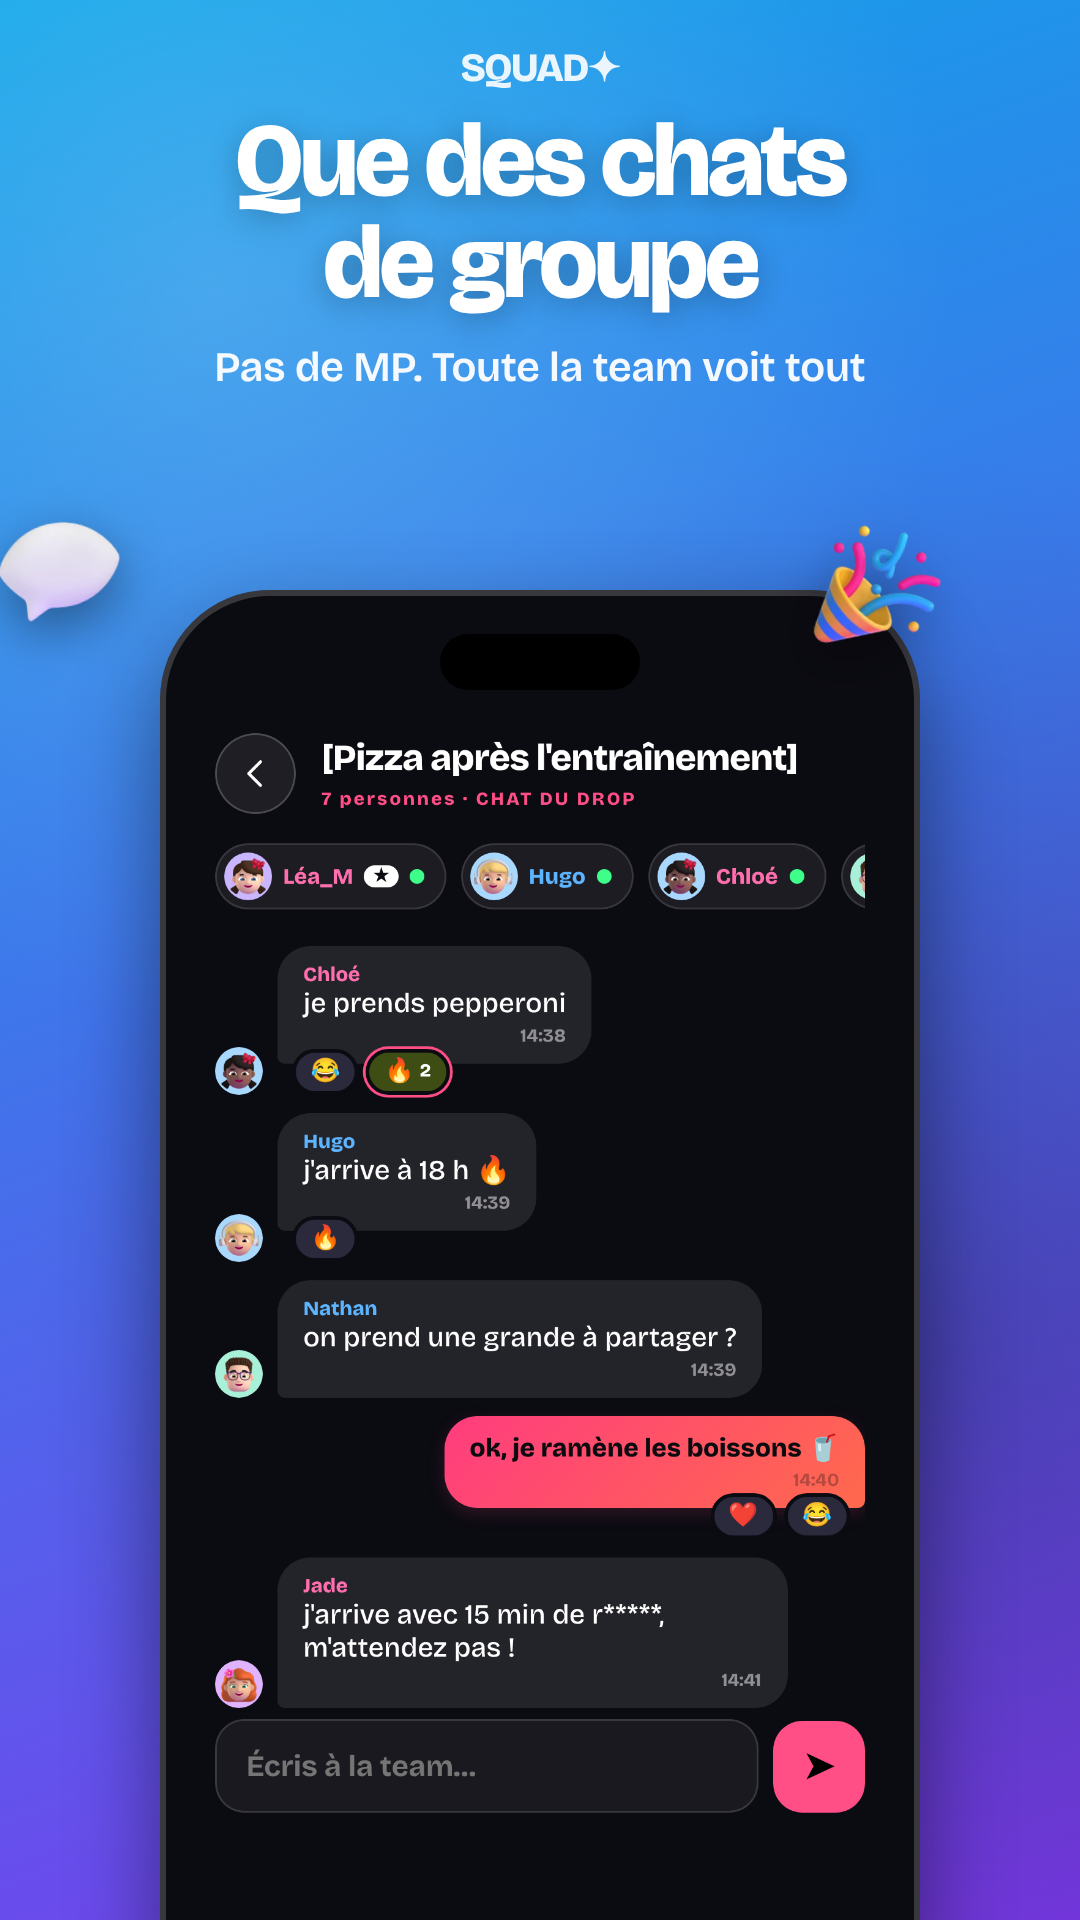 SQUAD✦
Que des chats
de groupe
Pas de MP. Toute la team voit tout
[Pizza après l'entraînement]
7 personnes · CHAT DU DROP
Léa_M ★ Hugo Chloé
Chloé
je prends pepperoni
14:38
😂 🔥 2
Hugo
j'arrive à 18 h 🔥
14:39
🔥
Nathan
on prend une grande à partager ?
14:39
ok, je ramène les boissons 🥤
14:40
❤️ 😂
Jade
j'arrive avec 15 min de r*****,
m'attendez pas !
14:41
Écris à la team...